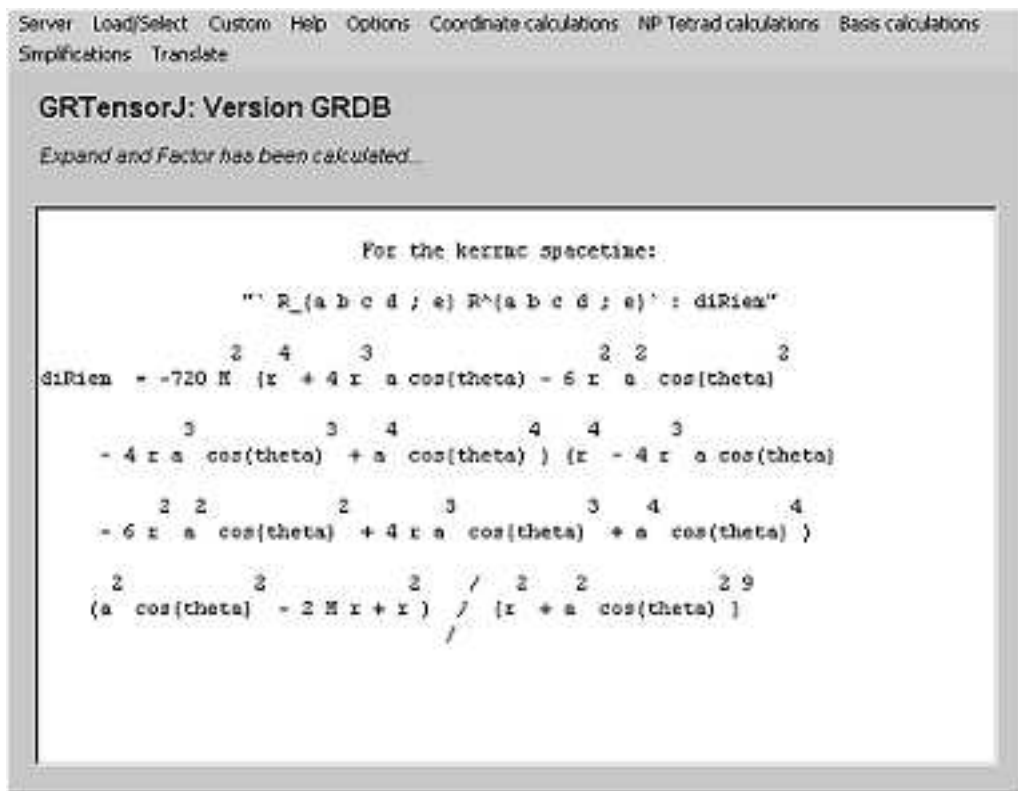 Server Load/Select Custom Help Options Coordinate calculations NP Tetrad calculations Basis calculations
Simplifications Translate
GRTensorJ: Version GRDB
Expand and Factor has been calculated...
For the kerrnc spacetime:
"` R_{a b c d ; e} R^{a b c d ; e}` : diRiem"
2 4 3 2 2 2
diRiem = -720 M (r + 4 r a cos(theta) - 6 r a cos(theta)
3 3 4 4 4 3
- 4 r a cos(theta) + a cos(theta) ) (r - 4 r a cos(theta)
2 2 2 3 3 4 4
- 6 r a cos(theta) + 4 r a cos(theta) + a cos(theta) )
2 2 2 / 2 2 2 9
(a cos(theta) - 2 M r + r ) / (r + a cos(theta) )
/